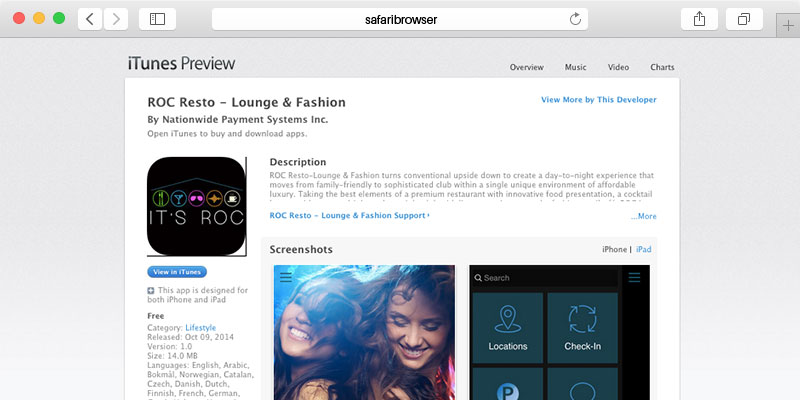 safaribrowser
iTunes Preview
Overview Music Video Charts
ROC Resto - Lounge & Fashion
View More by This Developer
By Nationwide Payment Systems Inc.
Open iTunes to buy and download apps.
IT'S ROC
View in iTunes
This app is designed for
both iPhone and iPad
Free
Category: Lifestyle
Released: Oct 09, 2014
Version: 1.0
Size: 14.0 MB
Languages: English, Arabic,
Bokmål, Norwegian, Catalan,
Czech, Danish, Dutch,
Finnish, French, German,
Description
ROC Resto-Lounge & Fashion turns conventional upside down to create a day-to-night experience that
moves from family-friendly to sophisticated club within a single unique environment of affordable
luxury. Taking the best elements of a premium restaurant with innovative food presentation, a cocktail
ROC Resto - Lounge & Fashion Support
...More
Screenshots
iPhone | iPad
Search
Locations
Check-In
P